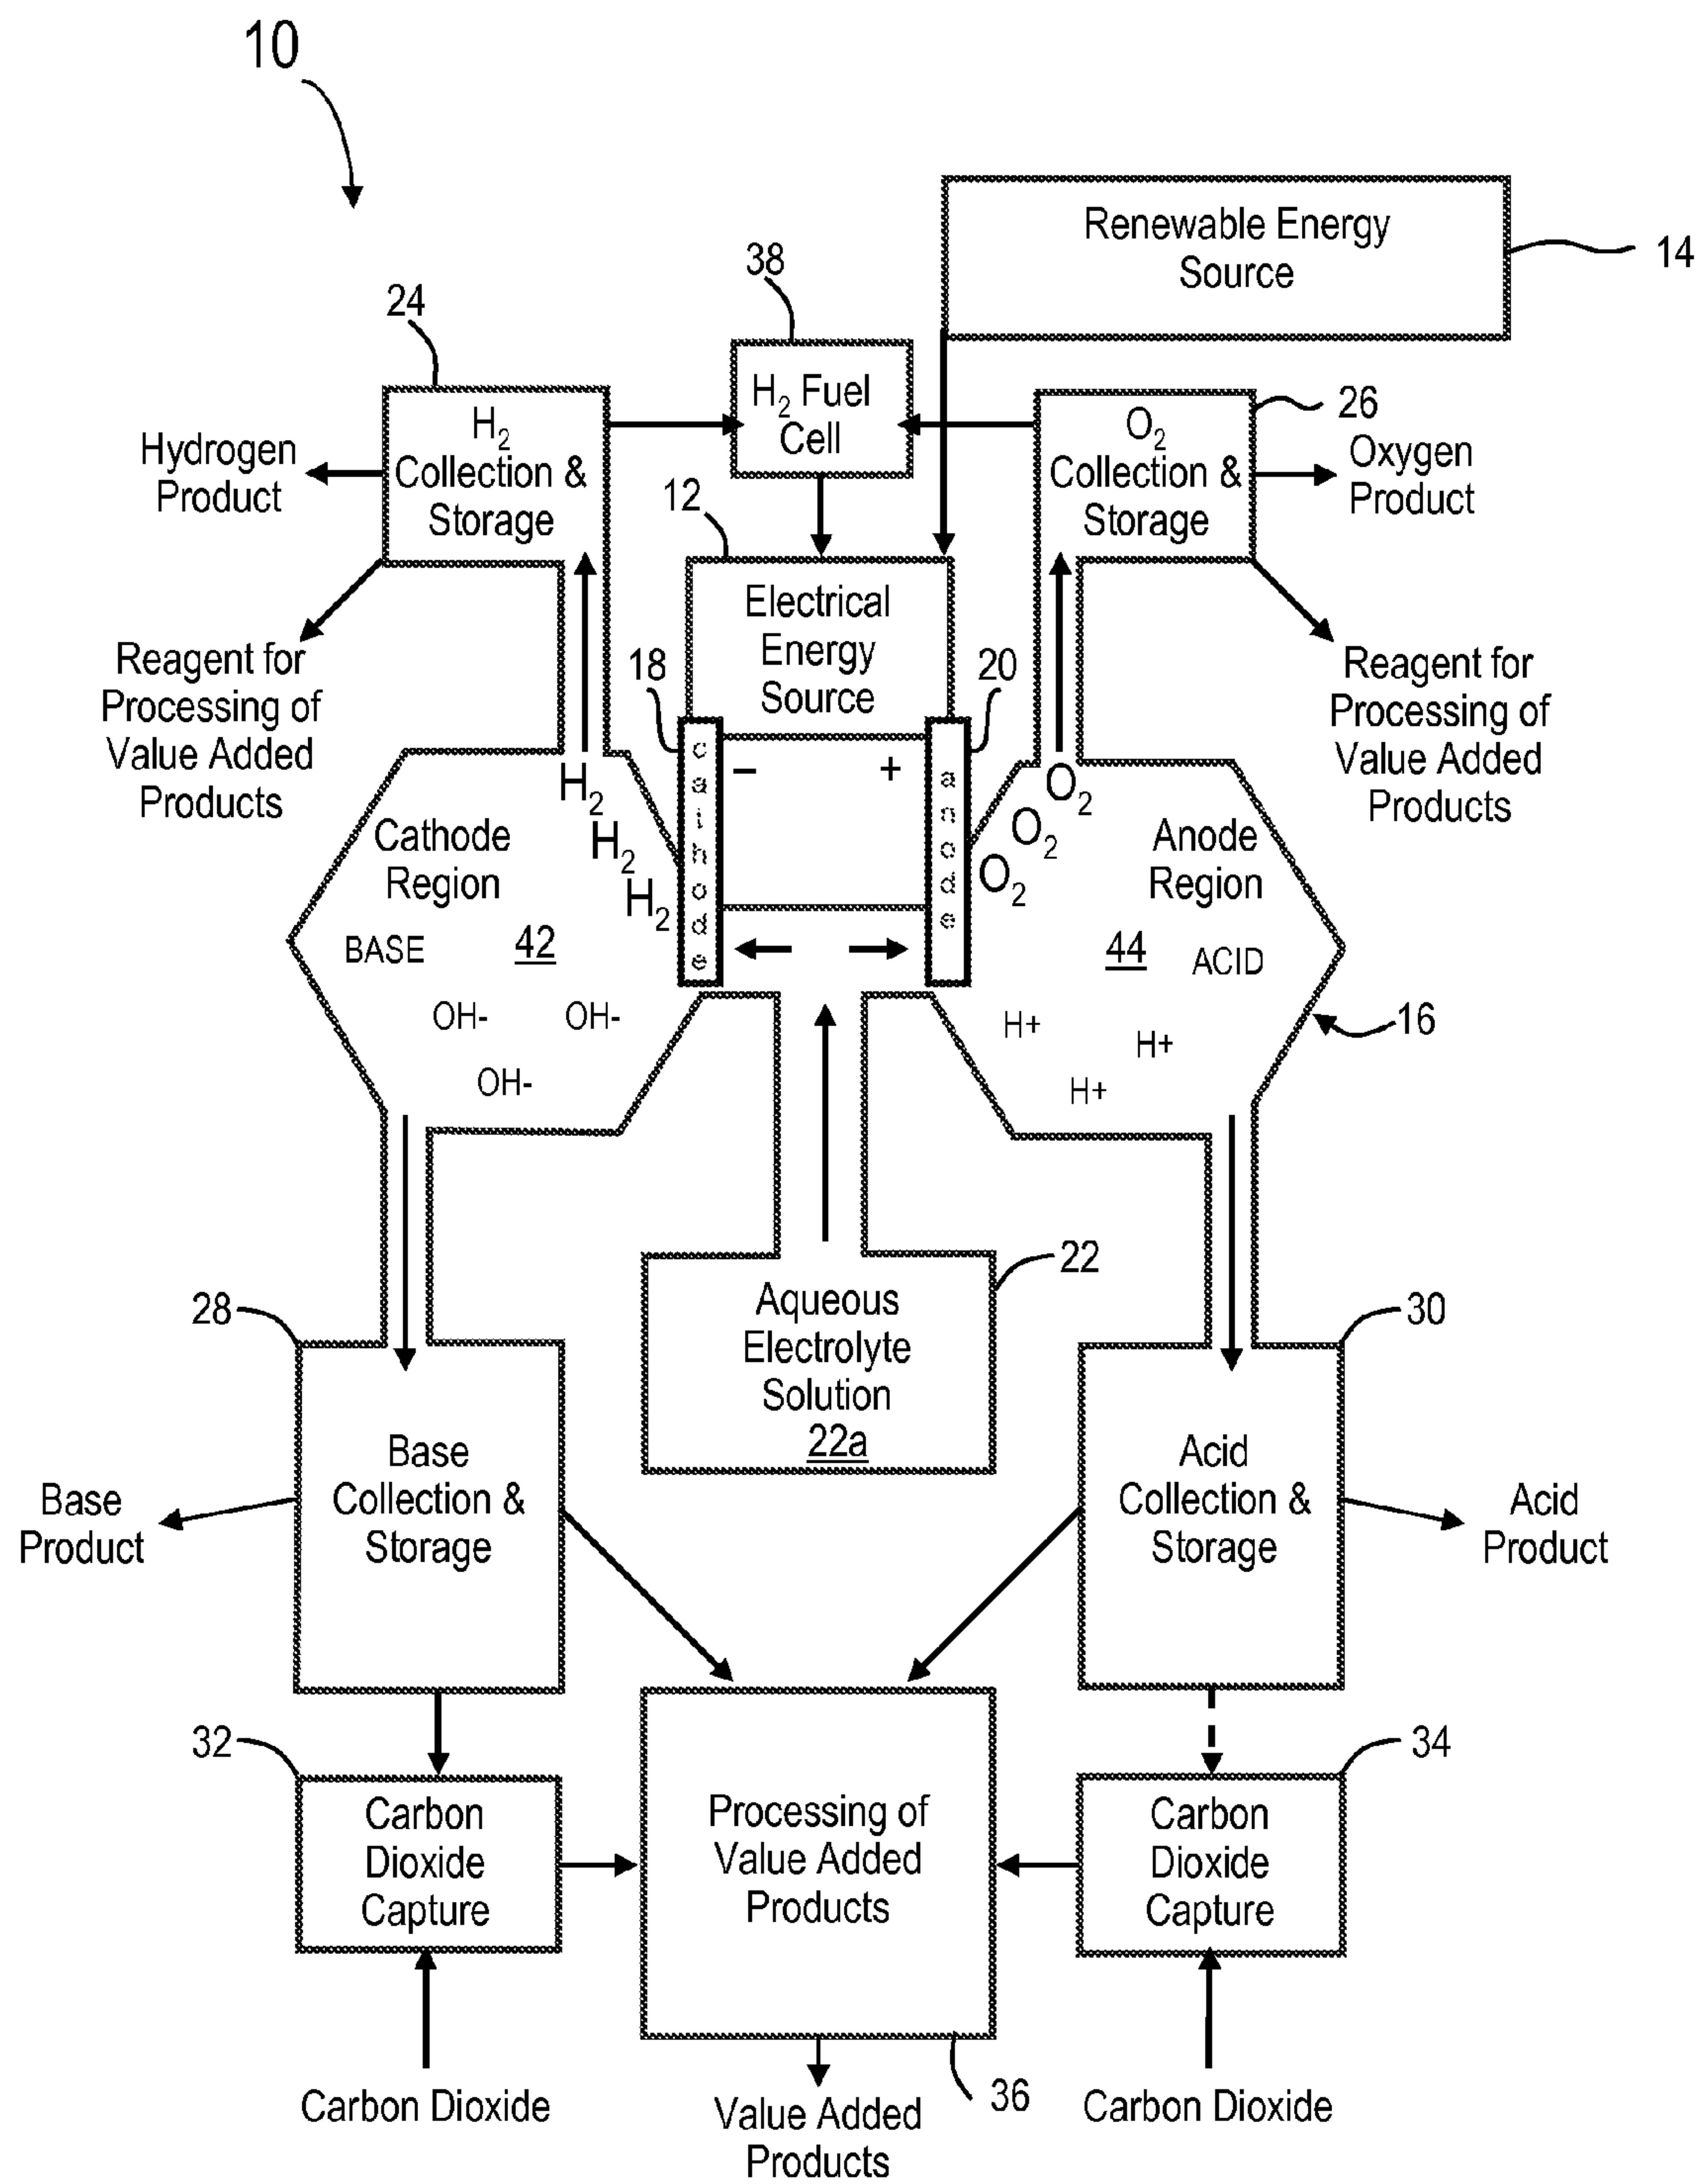 10
Renewable Energy
Source
14
38
24
H2 Fuel
Cell
H2
Collection &
Storage
26
O2
Collection &
Storage
Hydrogen
Product
Oxygen
Product
12
Electrical
Energy
Source
18
20
Reagent for
Processing of
Value Added
Products
Reagent for
Processing of
Value Added
Products
cathode
− +
anode
H2
H2
H2
O2
O2
O2
Cathode
Region
Anode
Region
BASE
42
44
ACID
OH- OH-
OH-
H+
H+
H+
16
22
Aqueous
Electrolyte
Solution
22a
28
30
Base
Collection &
Storage
Acid
Collection &
Storage
Base
Product
Acid
Product
32
34
Carbon
Dioxide
Capture
Processing of
Value Added
Products
Carbon
Dioxide
Capture
36
Carbon Dioxide
Value Added
Products
Carbon Dioxide